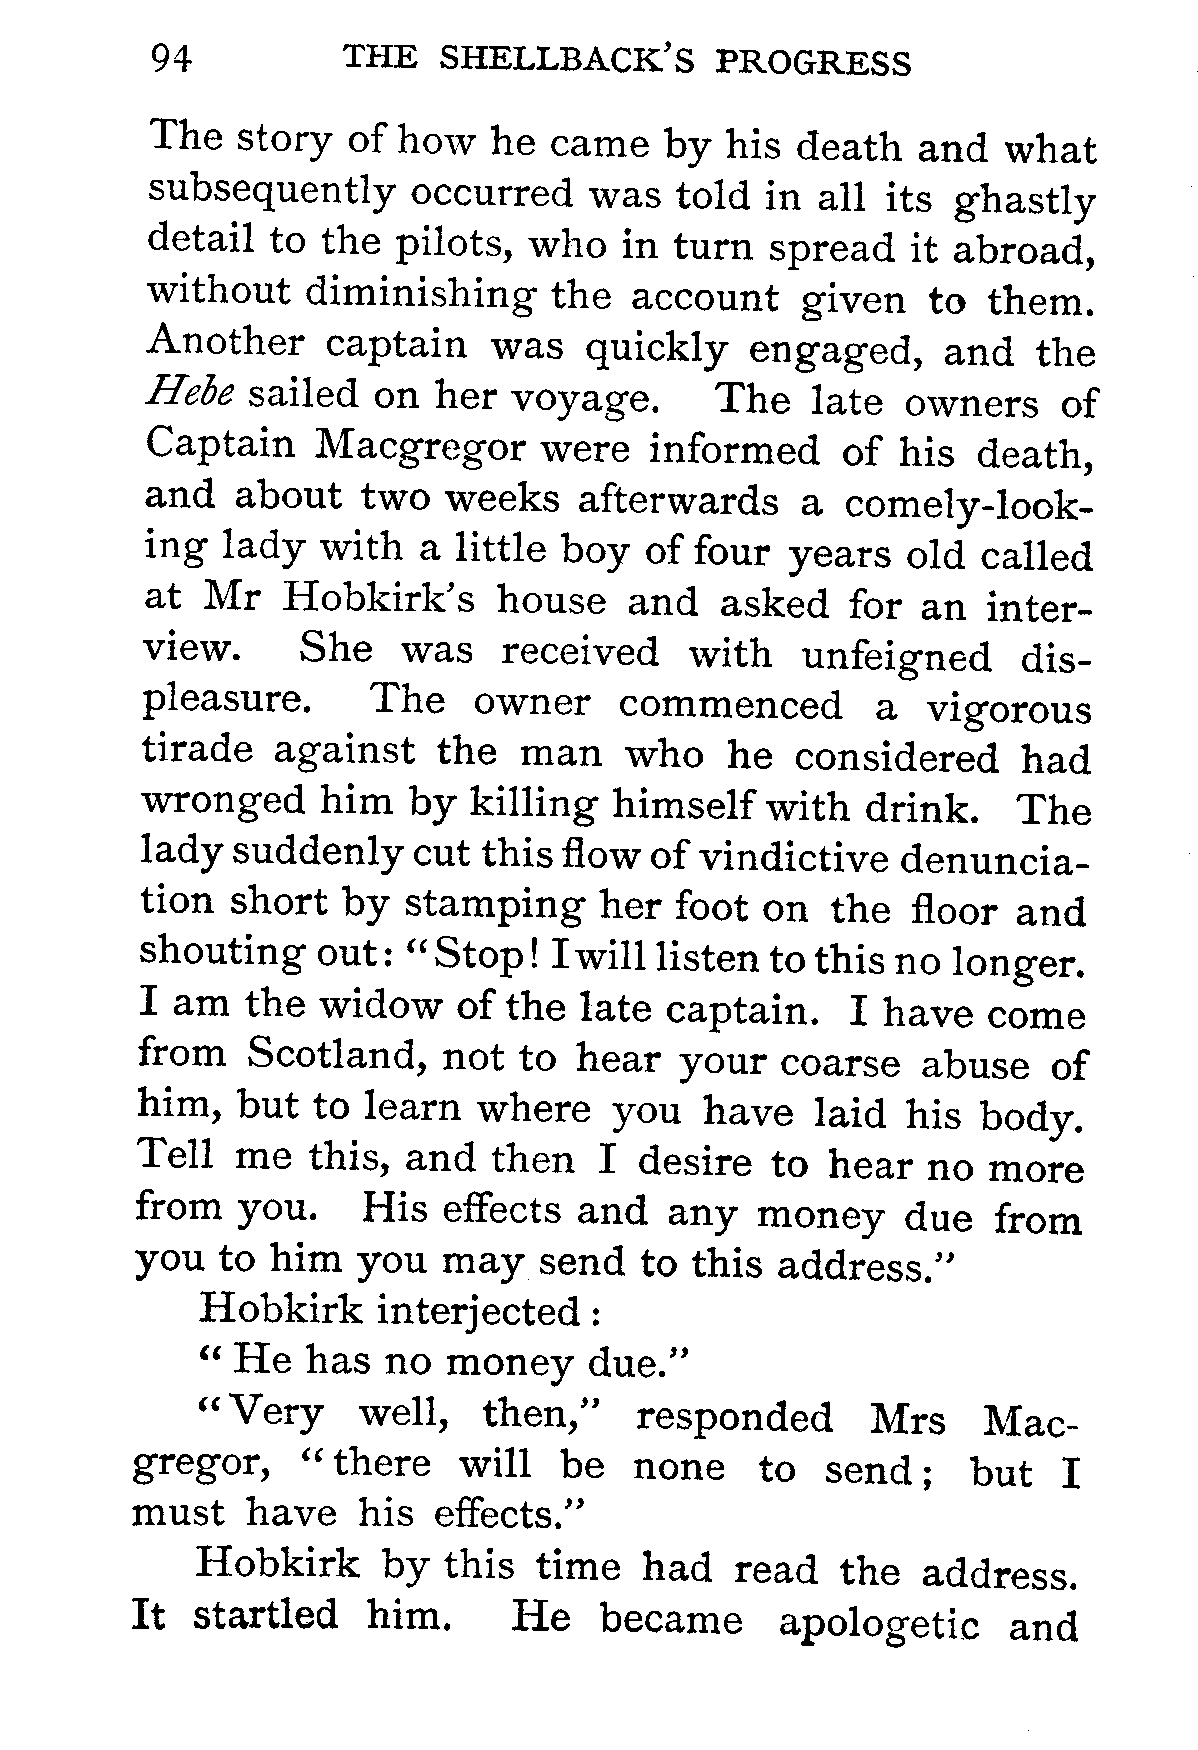 94 THE SHELLBACK'S PROGRESS
The story of how he came by his death and what
subsequently occurred was told in all its ghastly
detail to the pilots, who in turn spread it abroad,
without diminishing the account given to them.
Another captain was quickly engaged, and the
Hebe sailed on her voyage. The late owners of
Captain Macgregor were informed of his death,
and about two weeks afterwards a comely-look-
ing lady with a little boy of four years old called
at Mr Hobkirk's house and asked for an inter-
view. She was received with unfeigned dis-
pleasure. The owner commenced a vigorous
tirade against the man who he considered had
wronged him by killing himself with drink. The
lady suddenly cut this flow of vindictive denuncia-
tion short by stamping her foot on the floor and
shouting out: “Stop! I will listen to this no longer.
I am the widow of the late captain. I have come
from Scotland, not to hear your coarse abuse of
him, but to learn where you have laid his body.
Tell me this, and then I desire to hear no more
from you. His effects and any money due from
you to him you may send to this address.”
Hobkirk interjected :
“ He has no money due.”
“ Very well, then,” responded Mrs Mac-
gregor, “ there will be none to send ; but I
must have his effects.”
Hobkirk by this time had read the address.
It startled him. He became apologetic and